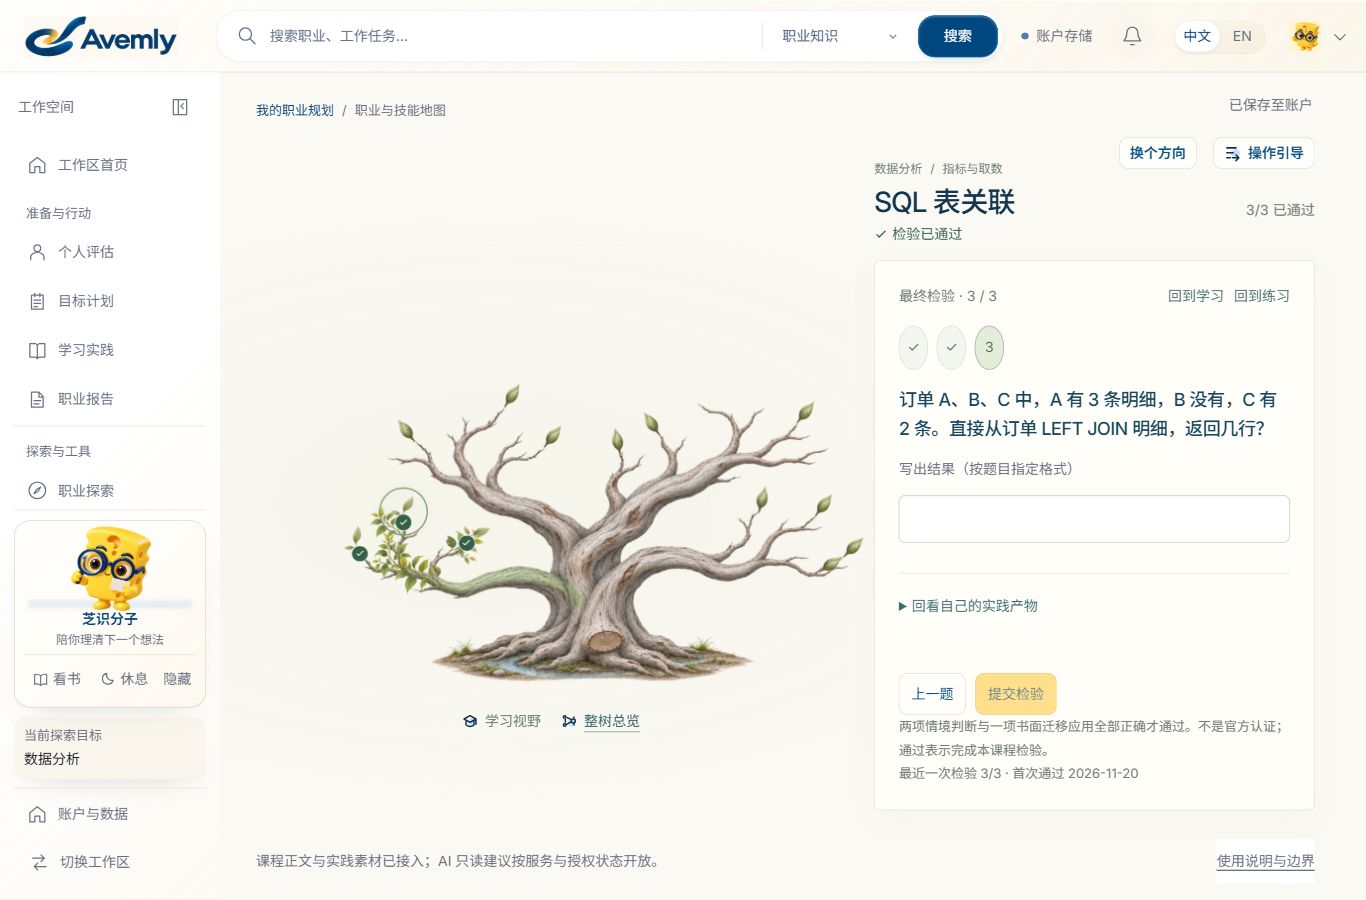 Avemly
搜索职业、工作任务...
职业知识
搜索
账户存储
中文
EN
工作空间
工作区首页
准备与行动
个人评估
目标计划
学习实践
职业报告
探索与工具
职业探索
芝识分子
陪你理清下一个想法
看书
休息
隐藏
当前探索目标
数据分析
账户与数据
切换工作区
我的职业规划 / 职业与技能地图
已保存至账户
换个方向
操作引导
数据分析 / 指标与取数
SQL 表关联
3/3 已通过
检验已通过
最终检验 · 3 / 3
回到学习
回到练习
3
订单 A、B、C 中，A 有 3 条明细，B 没有，C 有
2 条。直接从订单 LEFT JOIN 明细，返回几行？
写出结果（按题目指定格式）
回看自己的实践产物
上一题
提交检验
两项情境判断与一项书面迁移应用全部正确才通过。不是官方认证；
通过表示完成本课程检验。
最近一次检验 3/3 · 首次通过 2026-11-20
学习视野
整树总览
课程正文与实践素材已接入；AI 只读建议按服务与授权状态开放。
使用说明与边界